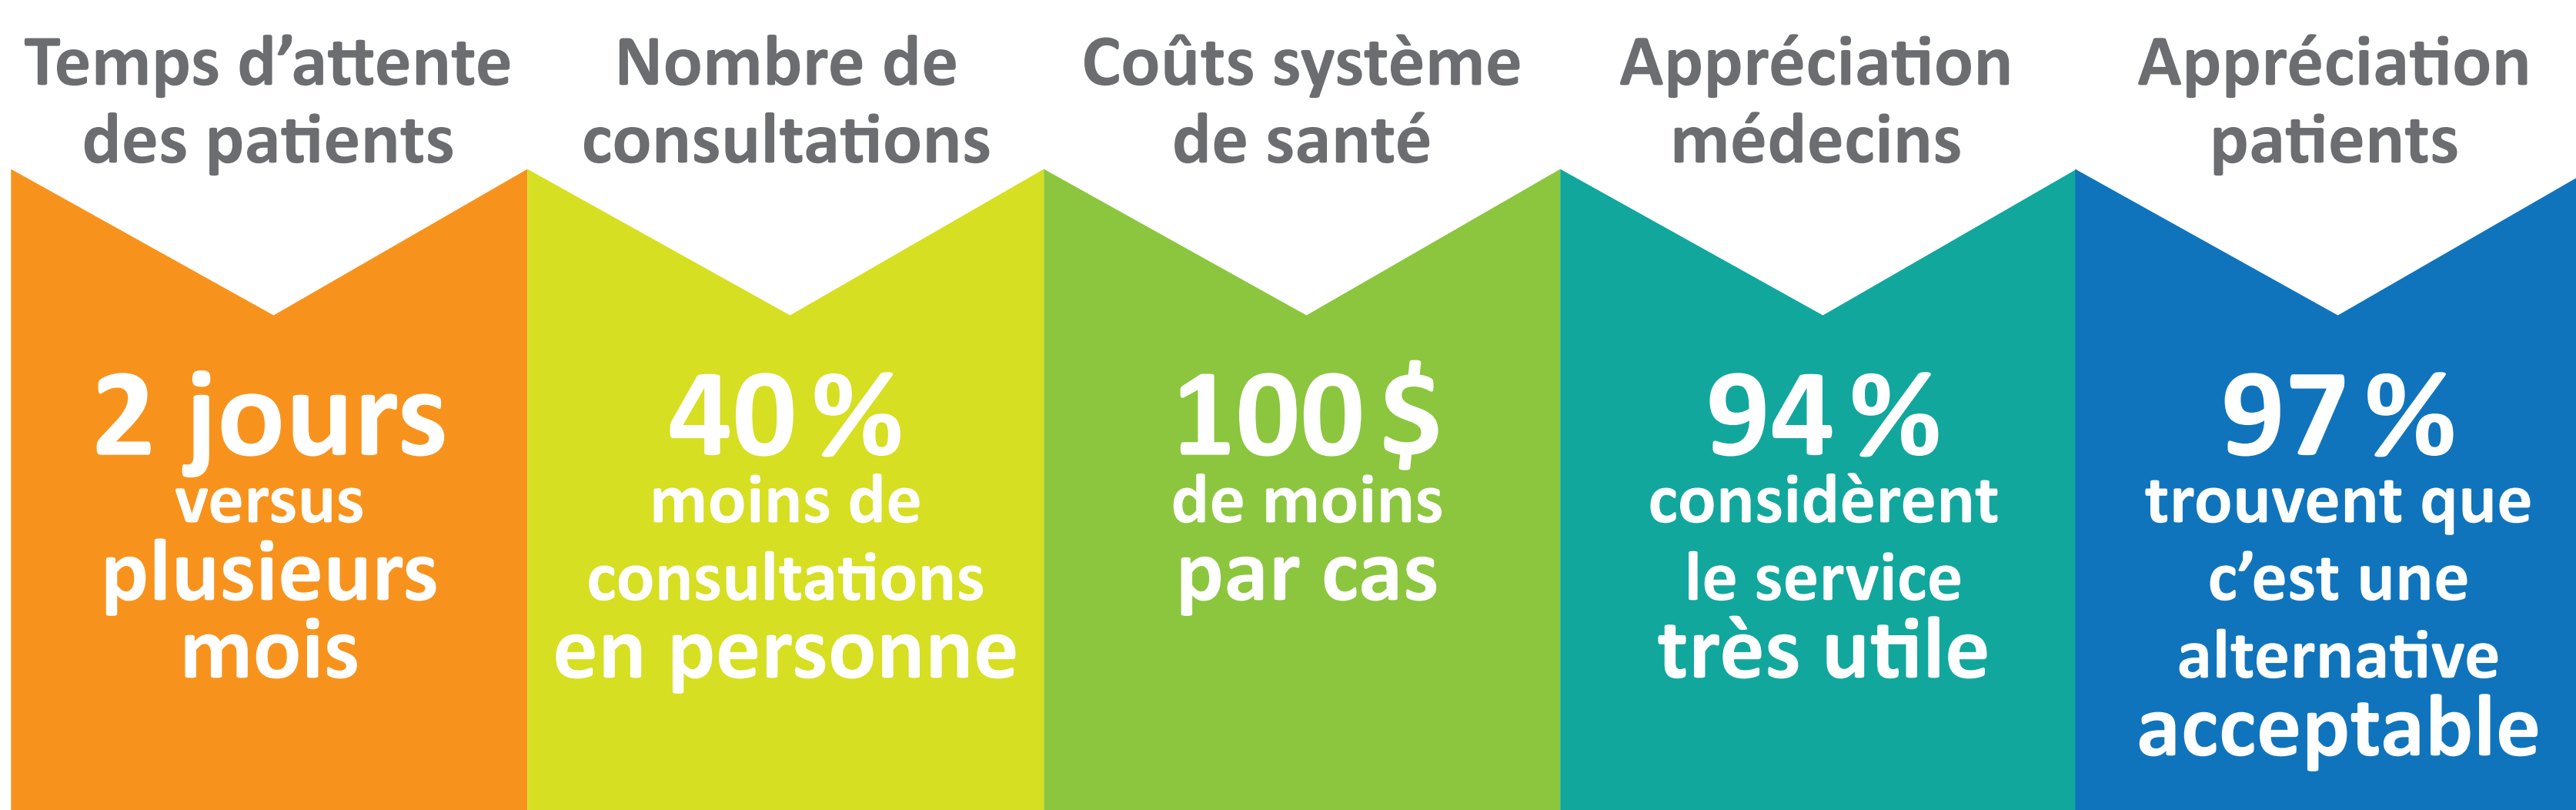 Temps d’attente
des patients
2 jours
versus
plusieurs
mois
Nombre de
consultations
40 %
moins de
consultations
en personne
Coûts système
de santé
100 $
de moins
par cas
Appréciation
médecins
94 %
considèrent
le service
très utile
Appréciation
patients
97 %
trouvent que
c’est une
alternative
acceptable